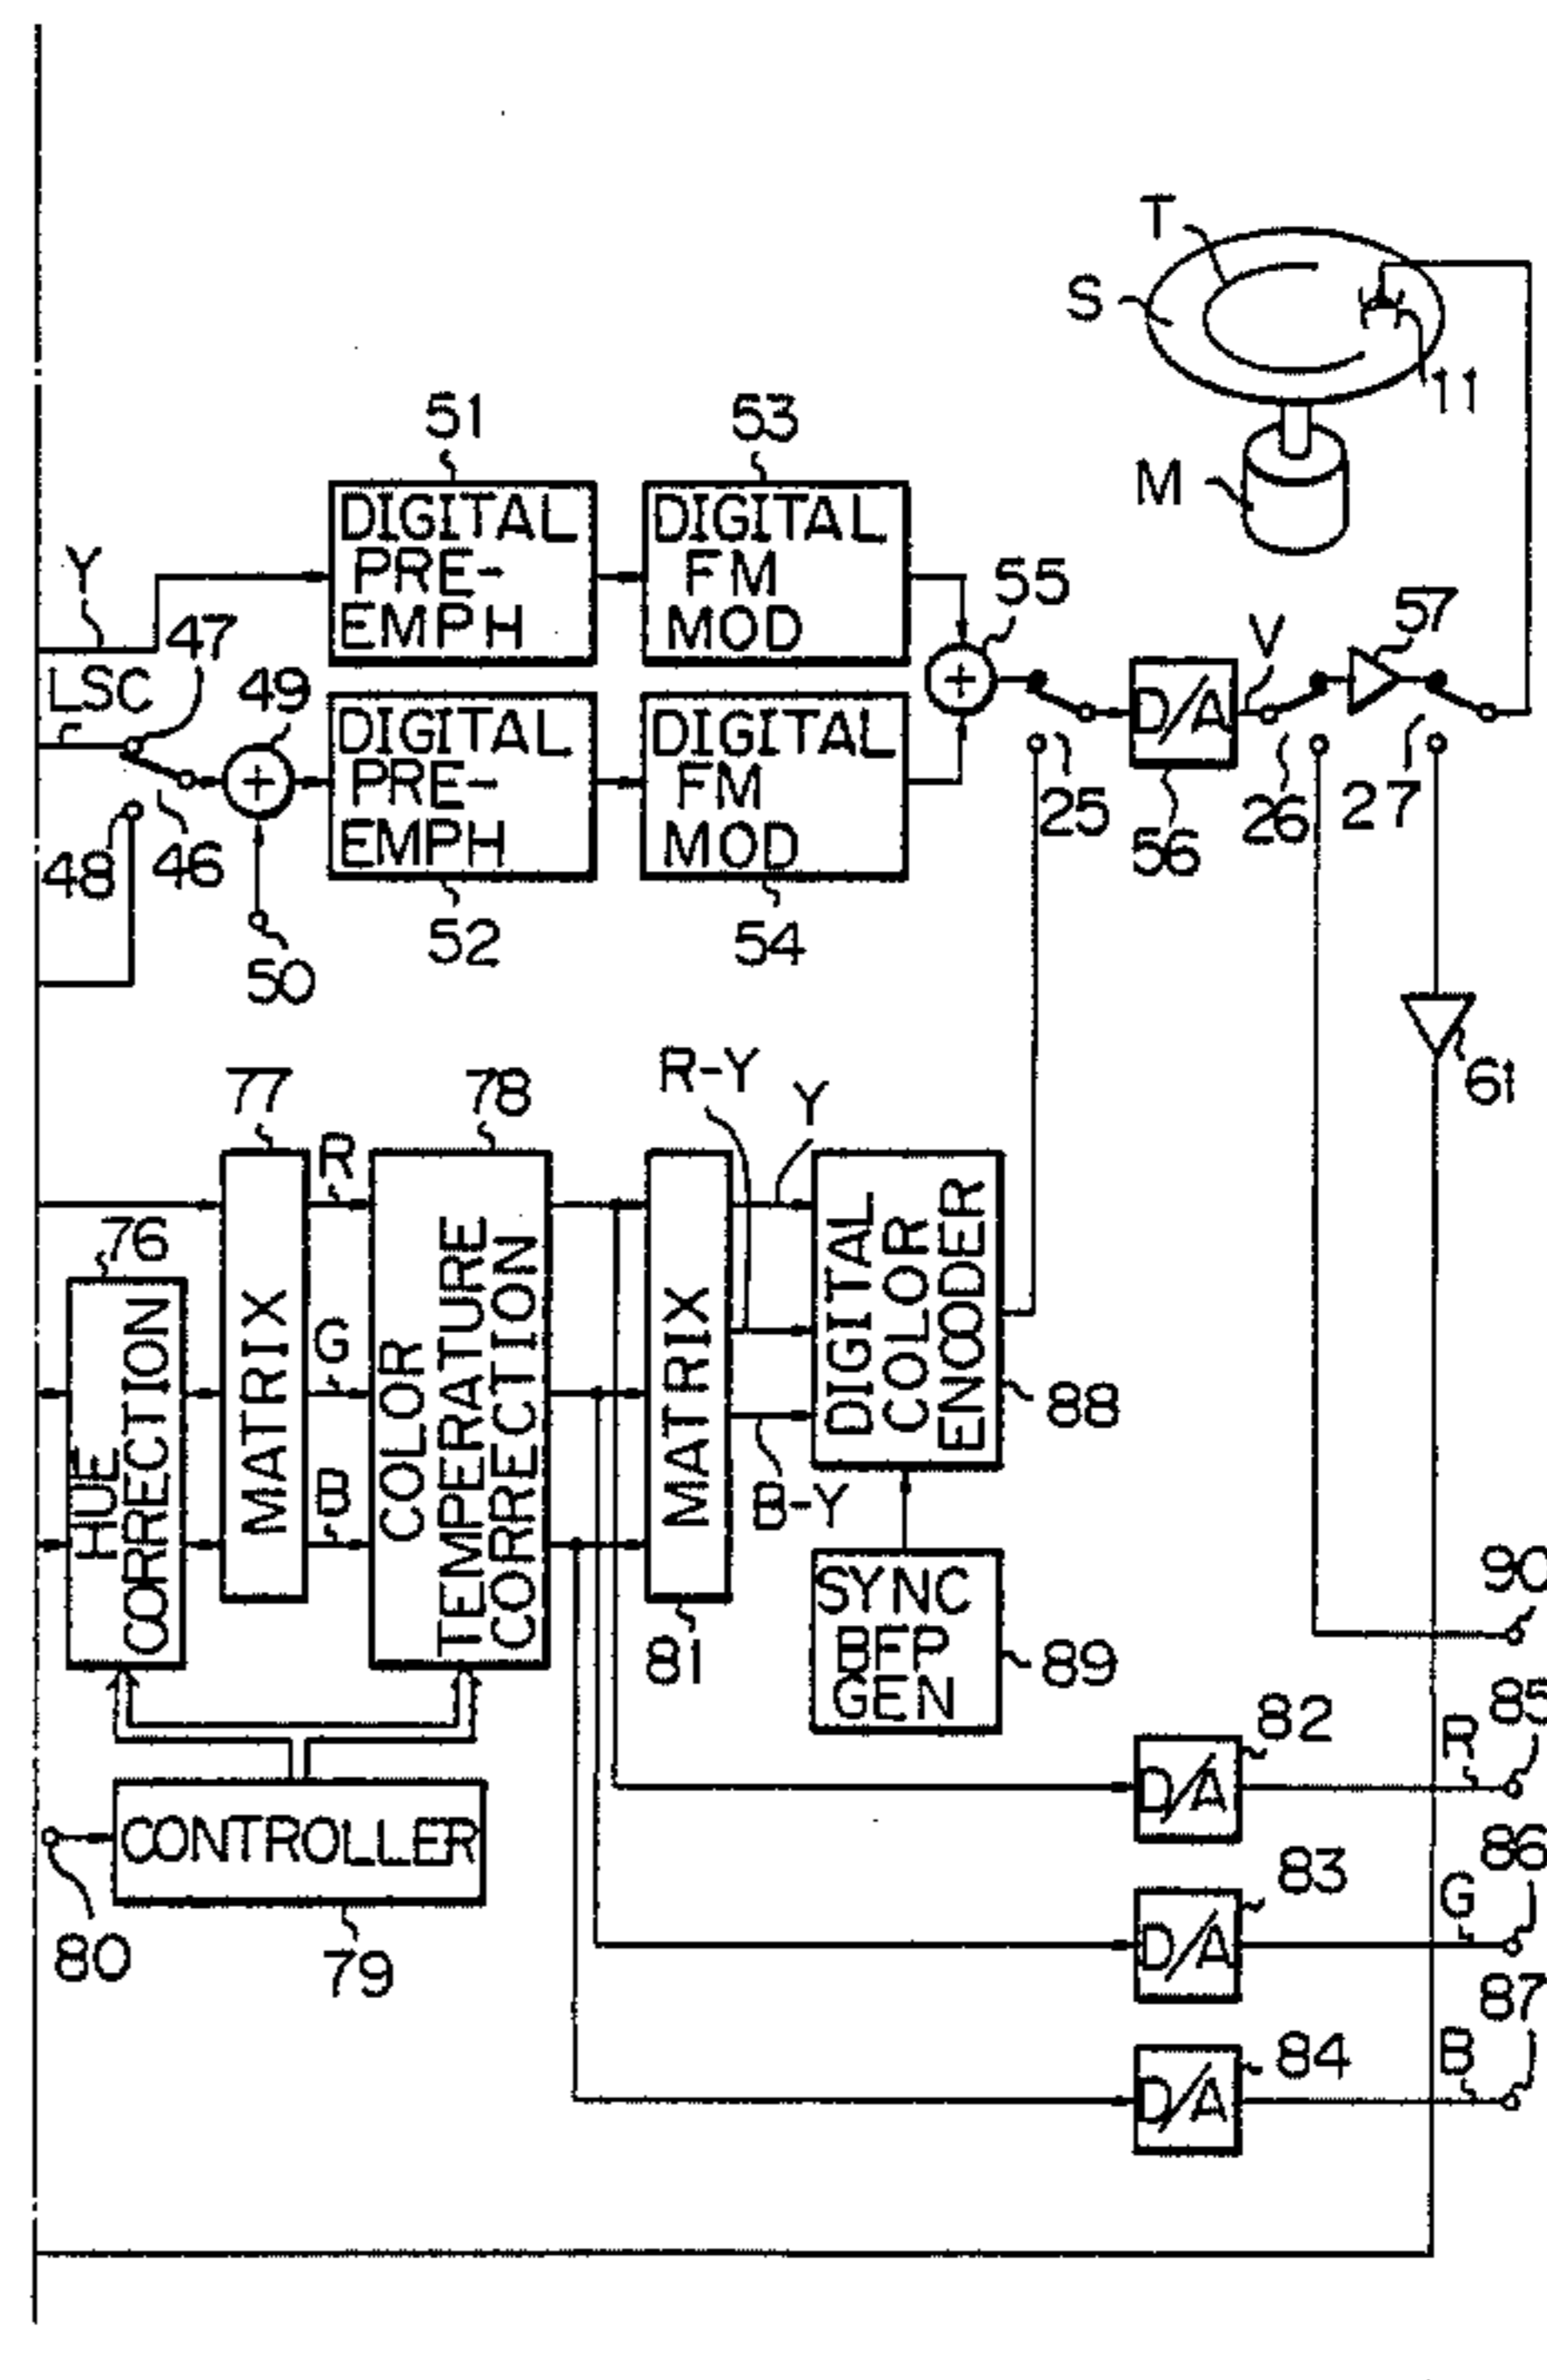 T
S
11
M
51
53
DIGITAL
PRE-
EMPH
DIGITAL
FM
MOD
Y
47
LSC
49
55
57
V
DIGITAL
PRE-
EMPH
DIGITAL
FM
MOD
D/A
48
46
50
52
54
25
56
26
27
61
77
78
R-Y
Y
R
76
G
B
HUE
CORRECTION
MATRIX
COLOR
TEMPERATURE
CORRECTION
MATRIX
DIGITAL
COLOR
ENCODER
88
B-Y
81
SYNC
BFP
GEN
89
90
82
R
85
D/A
CONTROLLER
80
79
83
G
86
D/A
84
B
87
D/A